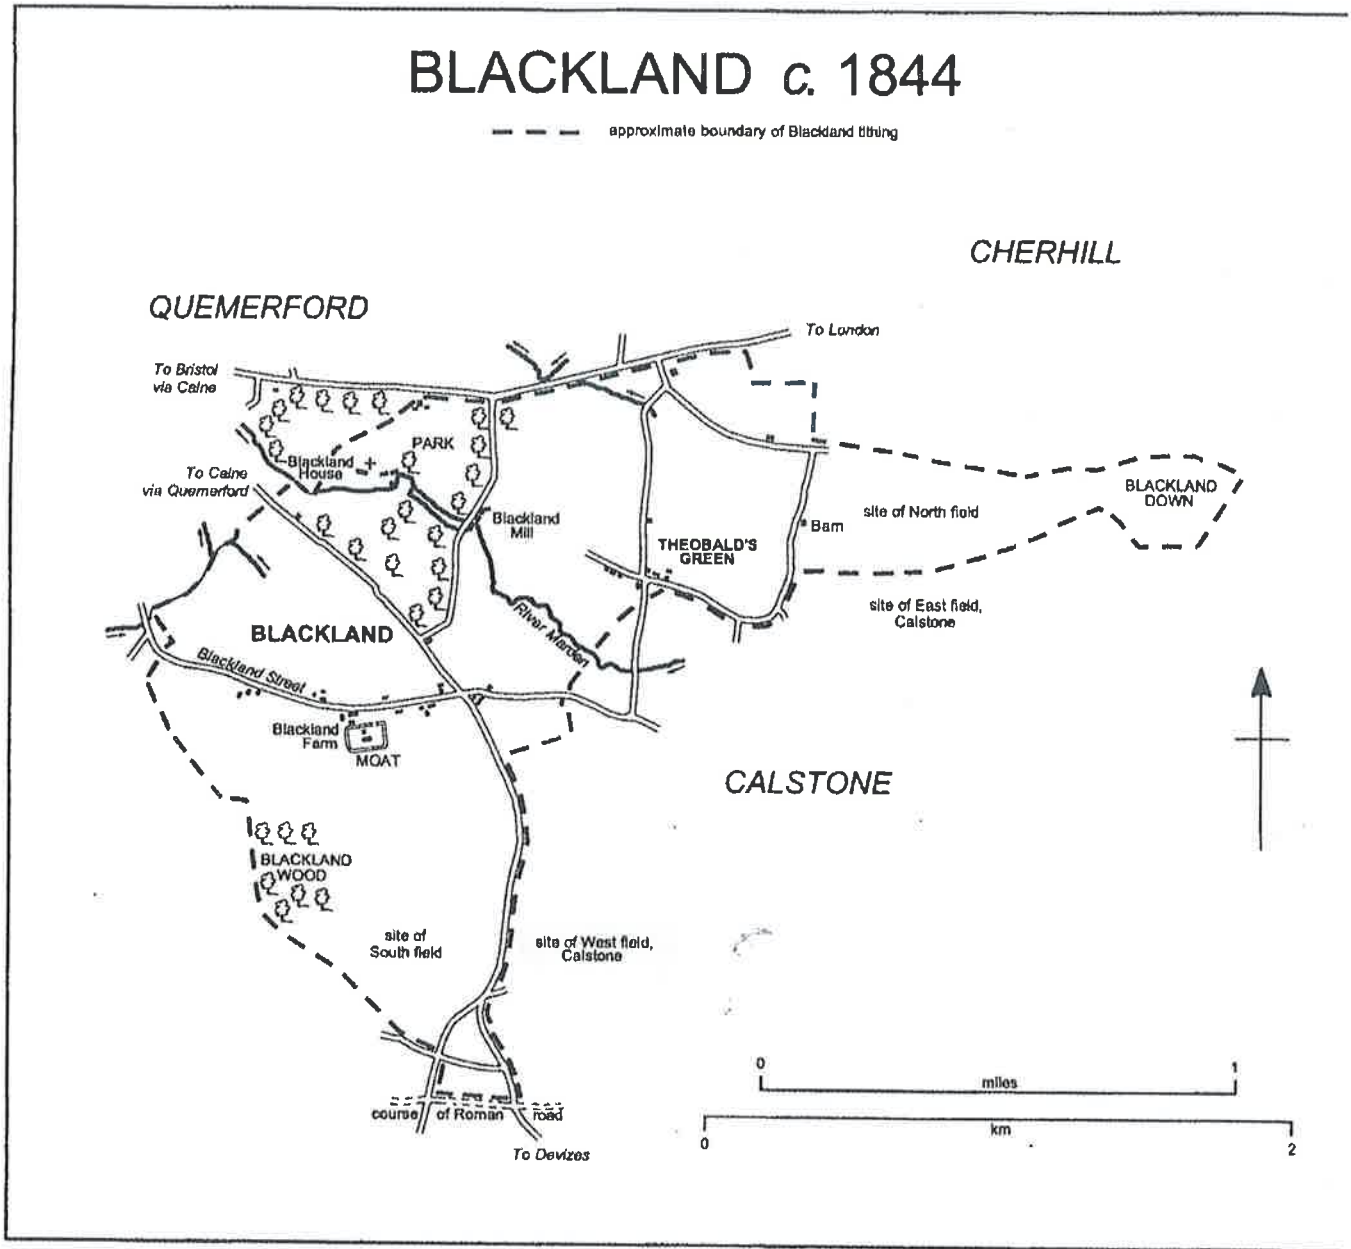 BLACKLAND c. 1844
approximate boundary of Blackland tithing
CHERHILL
QUEMERFORD
To London
To Bristol
via Calne
PARK
Blackland
House
To Calne
via Quemerford
BLACKLAND
DOWN
site of North field
Blackland
Mill
Barn
THEOBALD'S
GREEN
site of East field,
Calstone
River Marden
BLACKLAND
Blackland Street
Blackland
Farm
MOAT
CALSTONE
BLACKLAND
WOOD
site of
South field
site of West field,
Calstone
0 1
miles
course of Roman road
km
0 2
To Devizes